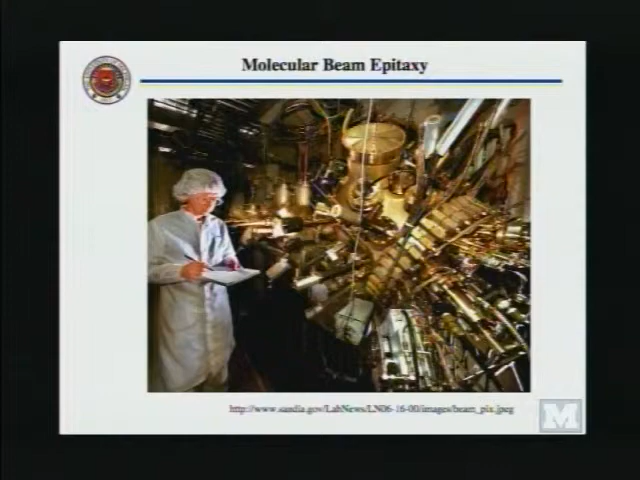 Molecular Beam Epitaxy
http://www.sandia.gov/LabNews/LN06-16-00/images/beam_pix.jpeg
M